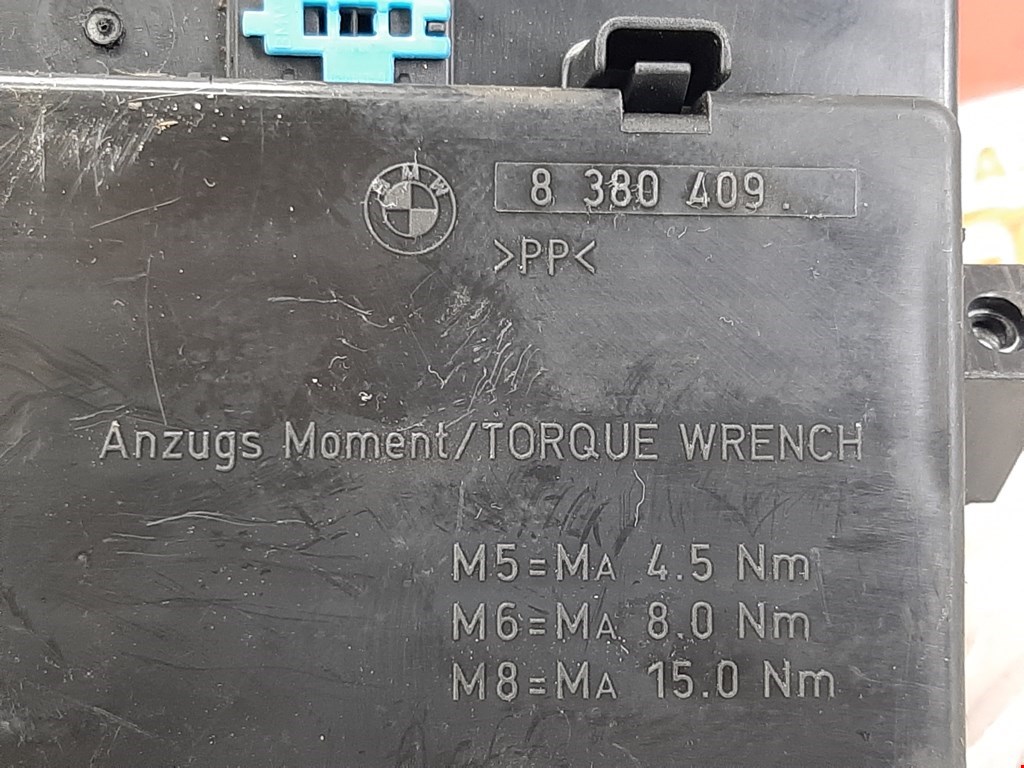 BMW
8 380 409.
>PP<
Anzugs Moment/TORQUE WRENCH
M5=MA 4.5 Nm
M6=MA 8.0 Nm
M8=MA 15.0 Nm